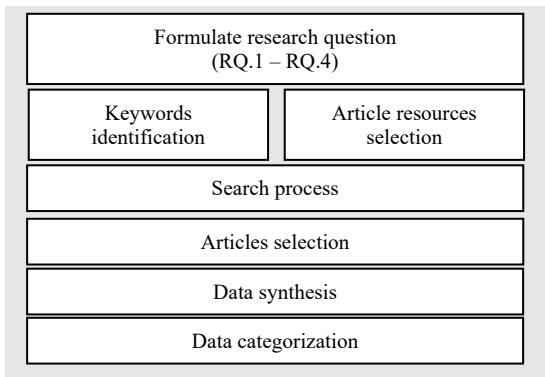 Formulate research question
(RQ.1 – RQ.4)
Keywords
identification
Article resources
selection
Search process
Articles selection
Data synthesis
Data categorization